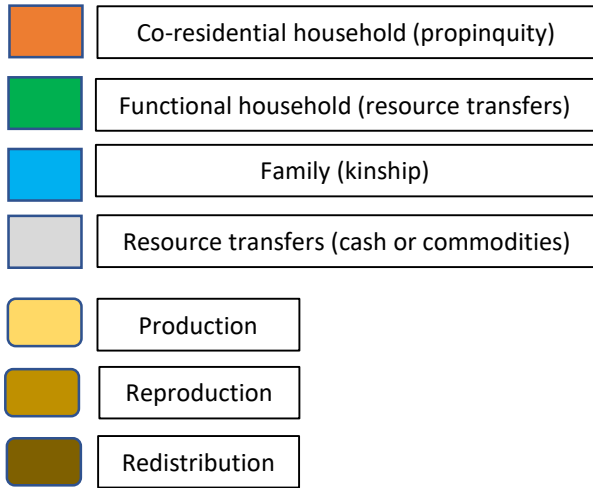 Co-residential household (propinquity)
Functional household (resource transfers)
Family (kinship)
Resource transfers (cash or commodities)
Production
Reproduction
Redistribution